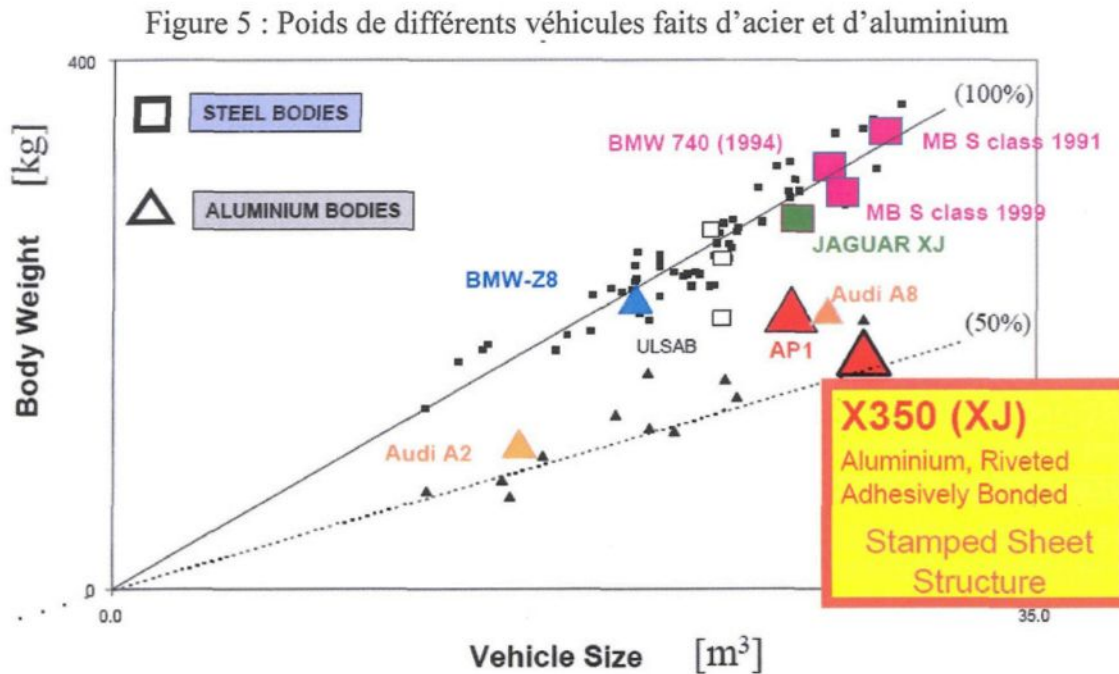 Figure 5 : Poids de différents véhicules faits d'acier et d'aluminium
400
STEEL BODIES
ALUMINIUM BODIES
Body Weight [kg]
(100%)
BMW 740 (1994)
MB S class 1991
MB S class 1999
JAGUAR XJ
BMW-Z8
Audi A8
ULSAB
AP1
(50%)
Audi A2
X350 (XJ)
Aluminium, Riveted
Adhesively Bonded
Stamped Sheet
Structure
0
0.0
35.0
Vehicle Size [m³]